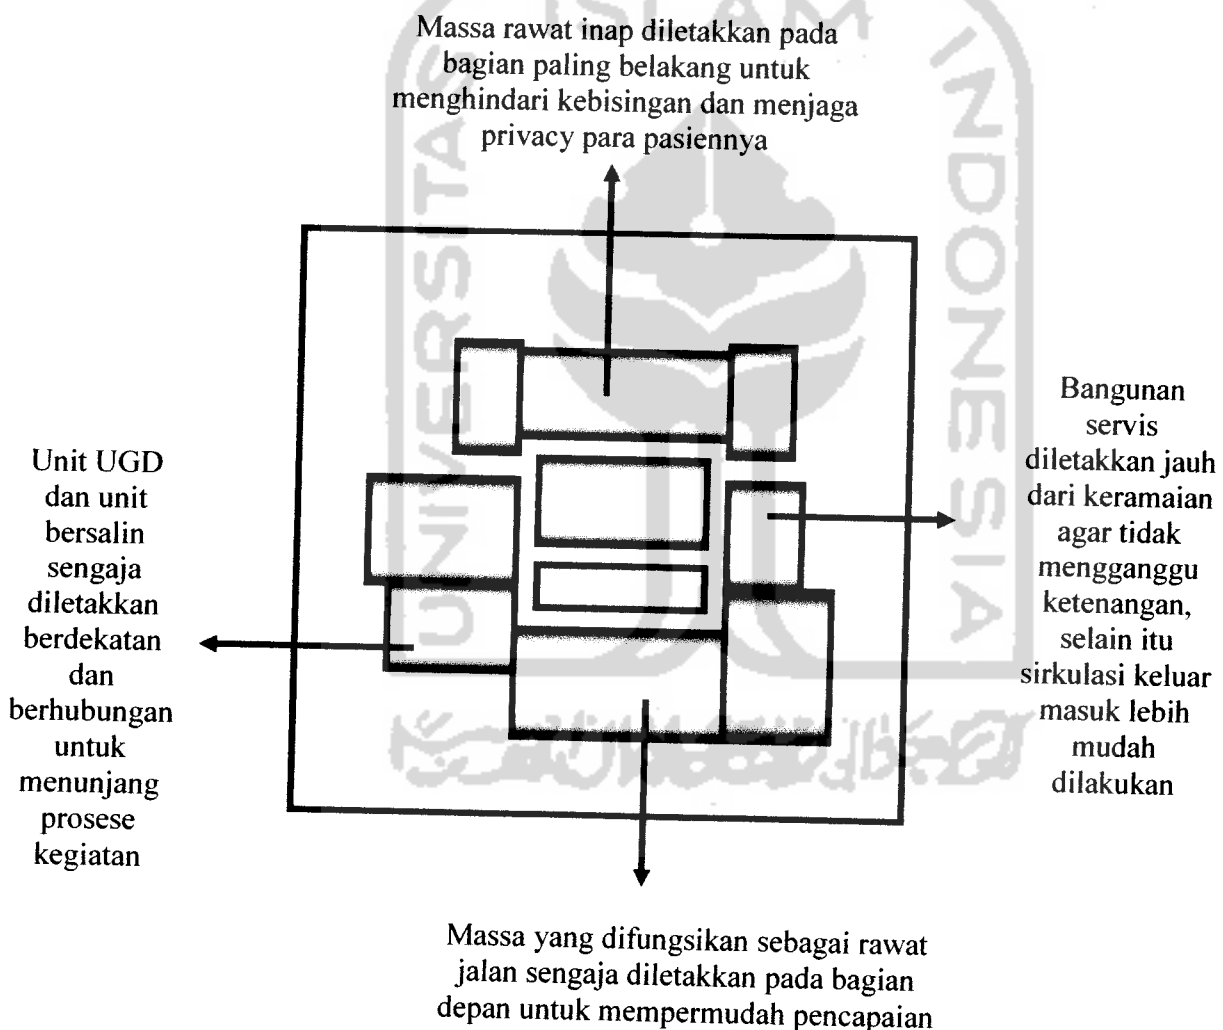 Massa rawat inap diletakkan pada
bagian paling belakang untuk
menghindari kebisingan dan menjaga
privacy para pasiennya
Unit UGD
dan unit
bersalin
sengaja
diletakkan
berdekatan
dan
berhubungan
untuk
menunjang
prosese
kegiatan
Bangunan
servis
diletakkan jauh
dari keramaian
agar tidak
mengganggu
ketenangan,
selain itu
sirkulasi keluar
masuk lebih
mudah
dilakukan
Massa yang difungsikan sebagai rawat
jalan sengaja diletakkan pada bagian
depan untuk mempermudah pencapaian
UNIVERSITAS
ISLAM
INDONESIA